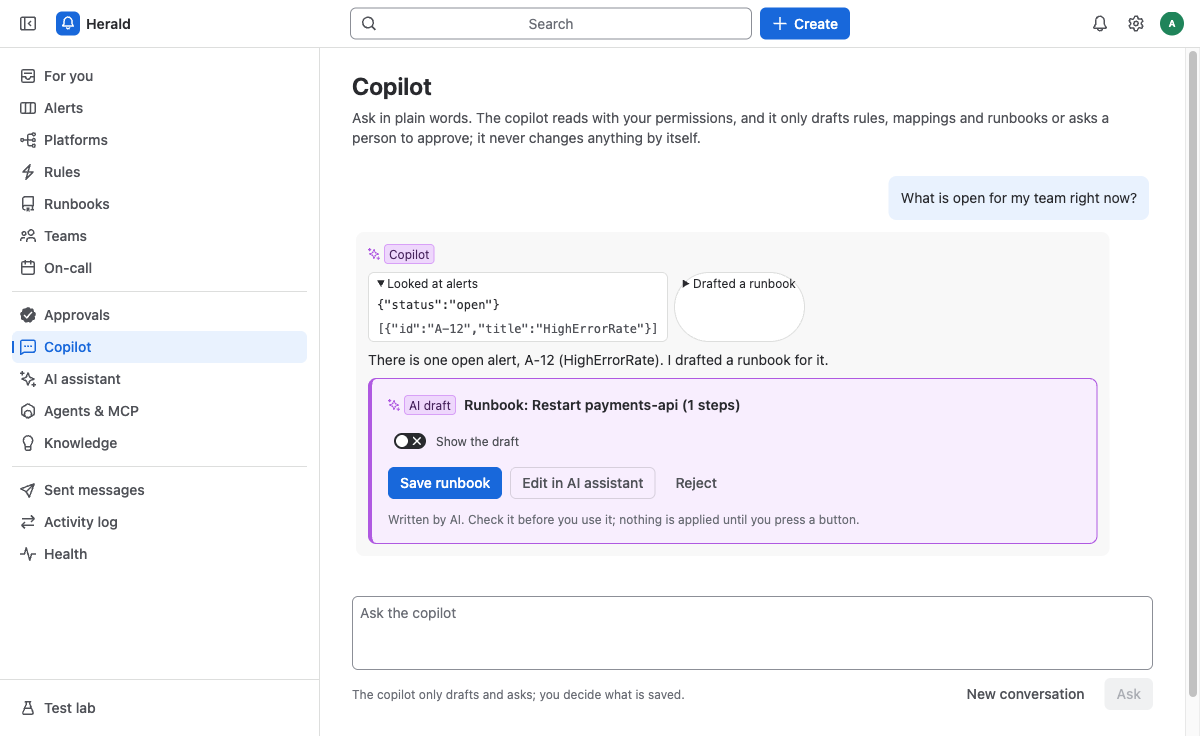 Herald
Search
Create
A
For you
Alerts
Platforms
Rules
Runbooks
Teams
On-call
Approvals
Copilot
AI assistant
Agents & MCP
Knowledge
Sent messages
Activity log
Health
Test lab
Copilot
Ask in plain words. The copilot reads with your permissions, and it only drafts rules, mappings and runbooks or asks a
person to approve; it never changes anything by itself.
What is open for my team right now?
Copilot
Looked at alerts
{"status":"open"}
[{"id":"A-12","title":"HighErrorRate"}]
Drafted a runbook
There is one open alert, A-12 (HighErrorRate). I drafted a runbook for it.
AI draft Runbook: Restart payments-api (1 steps)
Show the draft
Save runbook Edit in AI assistant Reject
Written by AI. Check it before you use it; nothing is applied until you press a button.
Ask the copilot
The copilot only drafts and asks; you decide what is saved.
New conversation Ask